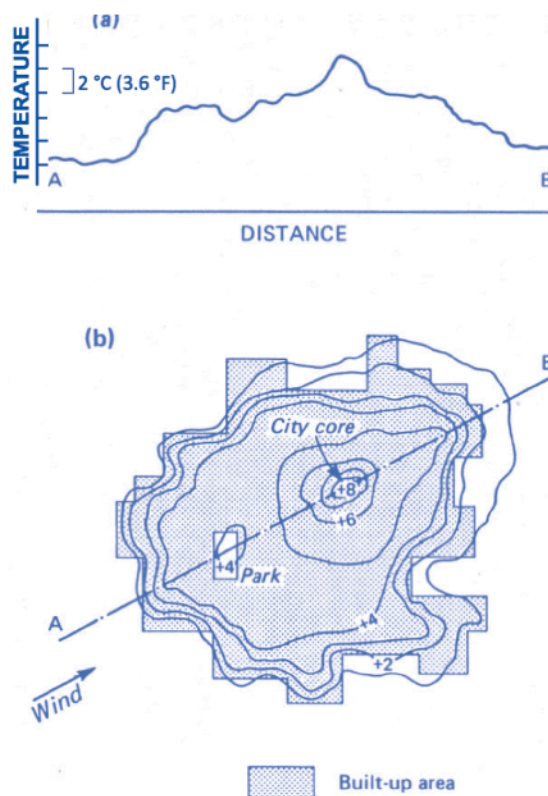 (a)
TEMPERATURE
2 °C (3.6 °F)
A
B
DISTANCE
(b)
B
City core
+8
+6
+4
Park
A
+4
+2
Wind
Built-up area